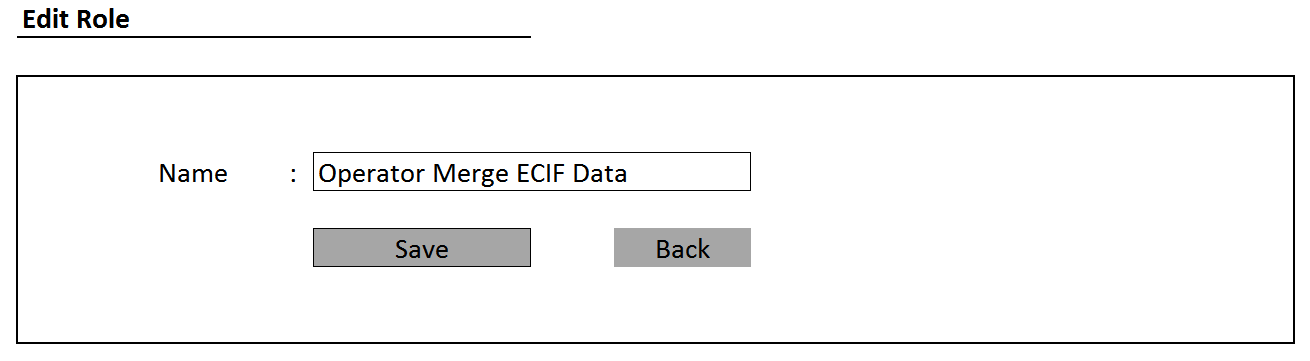 Edit Role
Name : Operator Merge ECIF Data
Save Back